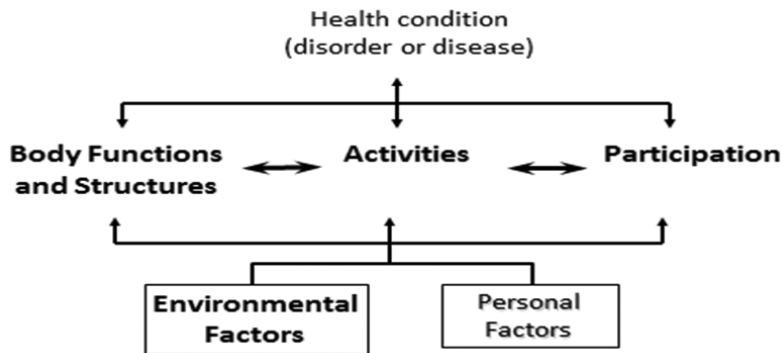 Health condition
(disorder or disease)
Body Functions
and Structures
Activities
Participation
Environmental
Factors
Personal
Factors